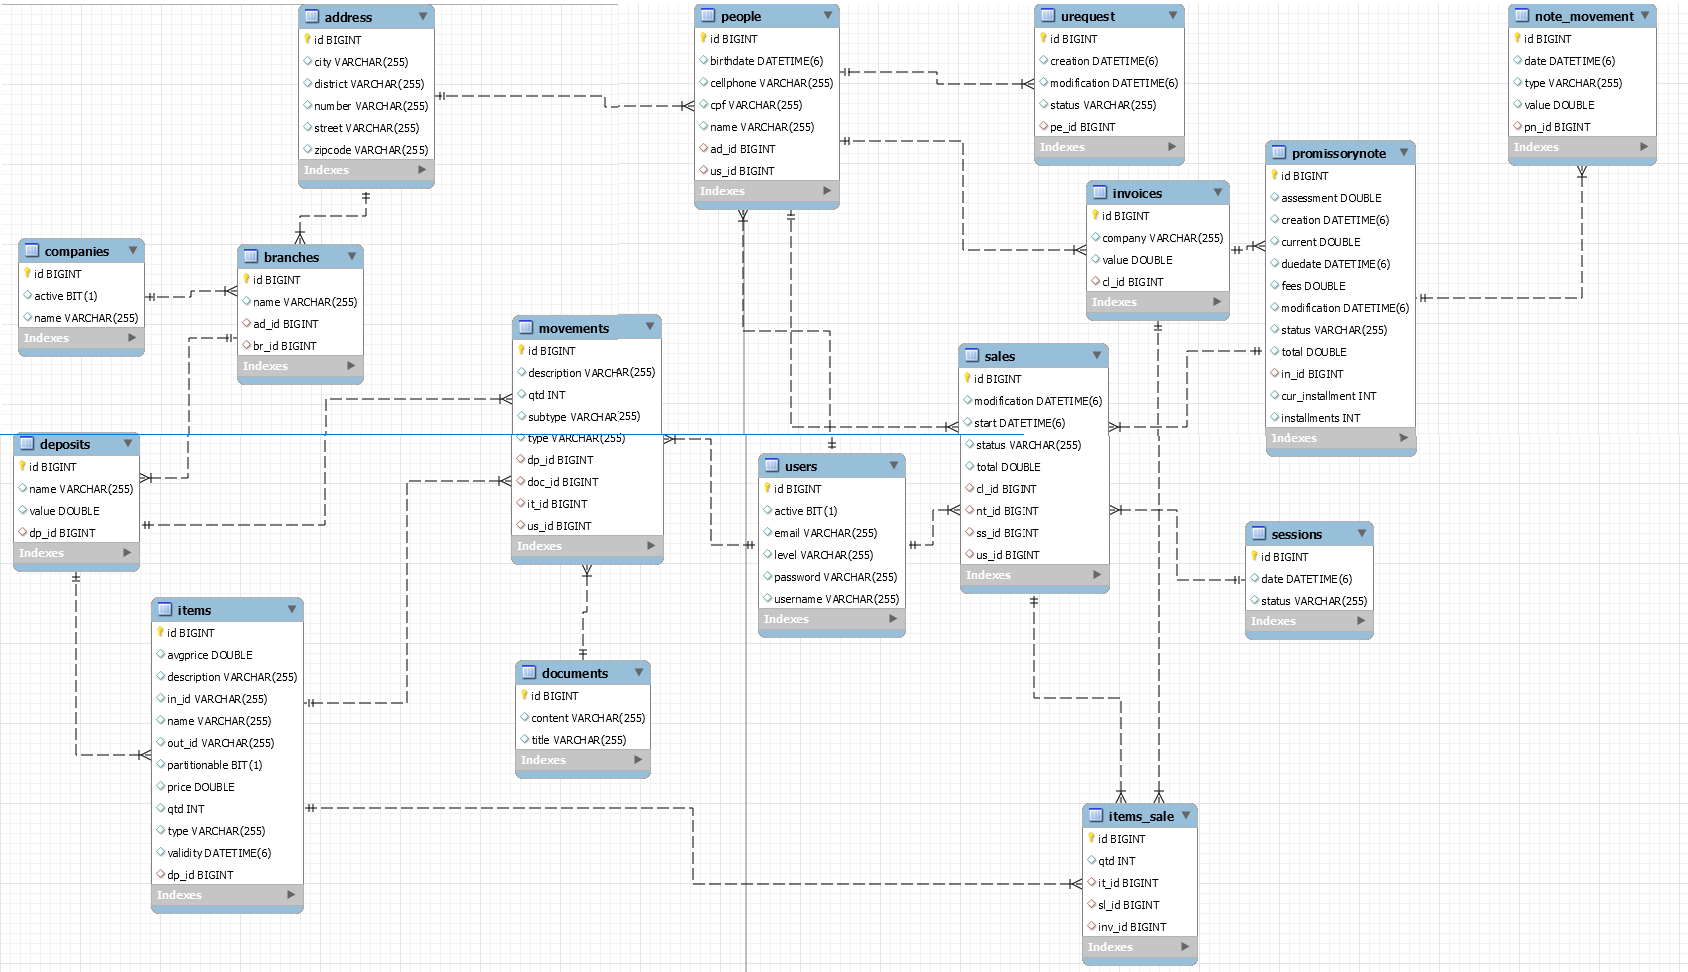 address
id BIGINT
city VARCHAR(255)
district VARCHAR(255)
number VARCHAR(255)
street VARCHAR(255)
zipcode VARCHAR(255)
Indexes
people
id BIGINT
birthdate DATETIME(6)
cellphone VARCHAR(255)
cpf VARCHAR(255)
name VARCHAR(255)
ad_id BIGINT
us_id BIGINT
Indexes
urequest
id BIGINT
creation DATETIME(6)
modification DATETIME(6)
status VARCHAR(255)
pe_id BIGINT
Indexes
note_movement
id BIGINT
date DATETIME(6)
type VARCHAR(255)
value DOUBLE
pn_id BIGINT
Indexes
promissorynote
id BIGINT
assessment DOUBLE
creation DATETIME(6)
current DOUBLE
duedate DATETIME(6)
fees DOUBLE
modification DATETIME(6)
status VARCHAR(255)
total DOUBLE
in_id BIGINT
cur_installment INT
installments INT
Indexes
invoices
id BIGINT
company VARCHAR(255)
value DOUBLE
cl_id BIGINT
Indexes
companies
id BIGINT
active BIT(1)
name VARCHAR(255)
Indexes
branches
id BIGINT
name VARCHAR(255)
ad_id BIGINT
br_id BIGINT
Indexes
movements
id BIGINT
description VARCHAR(255)
qtd INT
subtype VARCHAR(255)
type VARCHAR(255)
dp_id BIGINT
doc_id BIGINT
it_id BIGINT
us_id BIGINT
Indexes
sales
id BIGINT
modification DATETIME(6)
start DATETIME(6)
status VARCHAR(255)
total DOUBLE
cl_id BIGINT
nt_id BIGINT
ss_id BIGINT
us_id BIGINT
Indexes
deposits
id BIGINT
name VARCHAR(255)
value DOUBLE
dp_id BIGINT
Indexes
users
id BIGINT
active BIT(1)
email VARCHAR(255)
level VARCHAR(255)
password VARCHAR(255)
username VARCHAR(255)
Indexes
sessions
id BIGINT
date DATETIME(6)
status VARCHAR(255)
Indexes
items
id BIGINT
avgprice DOUBLE
description VARCHAR(255)
in_id VARCHAR(255)
name VARCHAR(255)
out_id VARCHAR(255)
partitionable BIT(1)
price DOUBLE
qtd INT
type VARCHAR(255)
validity DATETIME(6)
dp_id BIGINT
Indexes
documents
id BIGINT
content VARCHAR(255)
title VARCHAR(255)
Indexes
items_sale
id BIGINT
qtd INT
it_id BIGINT
sl_id BIGINT
inv_id BIGINT
Indexes